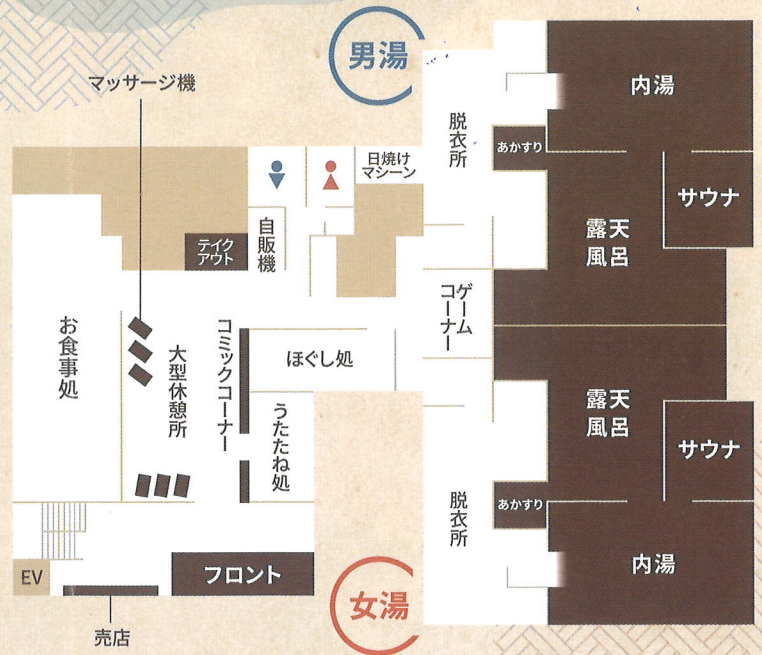 男湯
マッサージ機
内湯
脱衣所
あかすり
日焼け
マシーン
サウナ
露天
風呂
自販機
テイク
アウト
ゲーム
コーナー
お食事処
大型休憩所
コミックコーナー
ほぐし処
うたたね処
露天
風呂
サウナ
あかすり
脱衣所
内湯
EV
フロント
女湯
売店